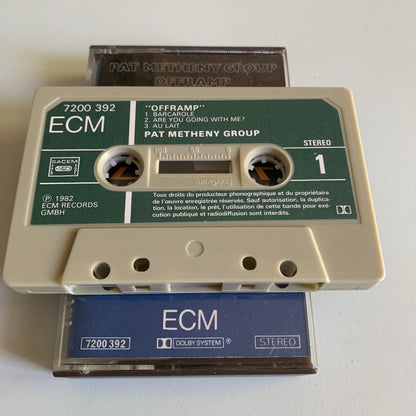 PAT METHENY GROUP
OFFRAMP
7200 392
ECM
"OFFRAMP"
1. BARCAROLE
2. ARE YOU GOING WITH ME?
3. AU LAIT
PAT METHENY GROUP
STEREO
1
SACEM
100 50 0
Ⓟ 1982
ECM RECORDS
GMBH
Tous droits du producteur phonographique et du propriétaire
de l'œuvre enregistrée réservés. Sauf autorisation, la duplica-
tion, la location, le prêt, l'utilisation de cette bande pour exé-
cution publique et radiodiffusion sont interdits.
ECM
7200 392
DOLBY SYSTEM ®
STEREO